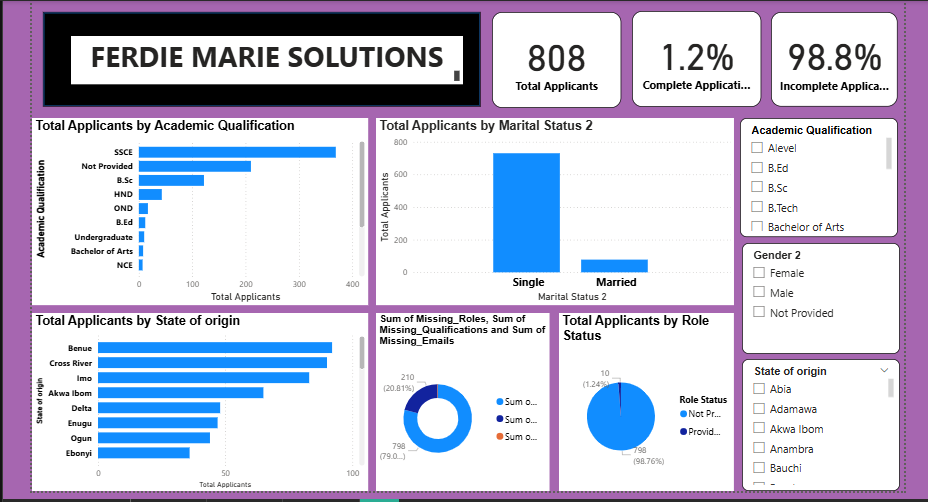 FERDIE MARIE SOLUTIONS
808
Total Applicants
1.2%
Complete Applicati...
98.8%
Incomplete Applica...
Total Applicants by Academic Qualification
Academic Qualification
SSCE
Not Provided
B.Sc
HND
OND
B.Ed
Undergraduate
Bachelor of Arts
NCE
0 100 200 300 400
Total Applicants
Total Applicants by Marital Status 2
Total Applicants
800
600
400
200
0
Single Married
Marital Status 2
Academic Qualification
Alevel
B.Ed
B.Sc
B.Tech
Bachelor of Arts
Gender 2
Female
Male
Not Provided
Total Applicants by State of origin
State of origin
Benue
Cross River
Imo
Akwa Ibom
Delta
Enugu
Ogun
Ebonyi
0 50 100
Total Applicants
Sum of Missing_Roles, Sum of
Missing_Qualifications and Sum of
Missing_Emails
210
(20.81%)
798
(79.0...)
Sum o...
Sum o...
Sum o...
Total Applicants by Role
Status
10
(1.24%)
798
(98.76%)
Role Status
Not Pr...
Provid...
State of origin
Abia
Adamawa
Akwa Ibom
Anambra
Bauchi